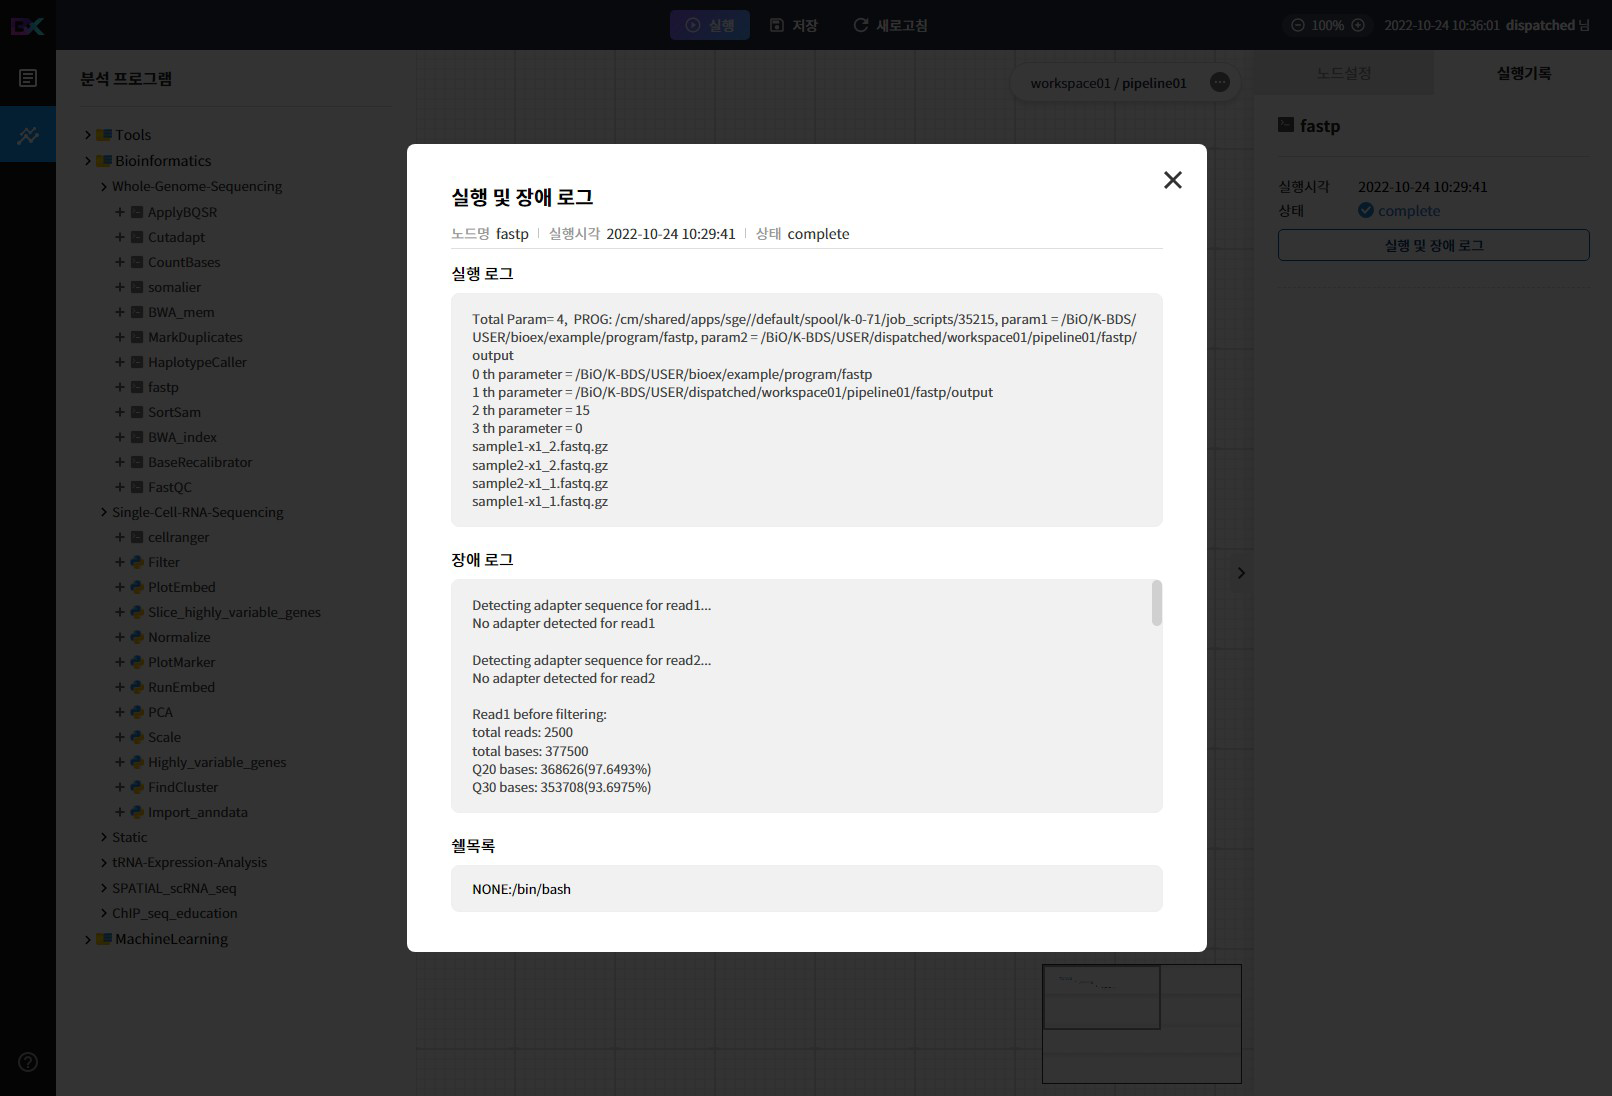 BX
실행
저장
새로고침
100%
2022-10-24 10:36:01 dispatched 님
분석 프로그램
Tools
Bioinformatics
Whole-Genome-Sequencing
ApplyBQSR
Cutadapt
CountBases
somalier
BWA_mem
MarkDuplicates
HaplotypeCaller
fastp
SortSam
BWA_index
BaseRecalibrator
FastQC
Single-Cell-RNA-Sequencing
cellranger
Filter
PlotEmbed
Slice_highly_variable_genes
Normalize
PlotMarker
RunEmbed
PCA
Scale
Highly_variable_genes
FindCluster
Import_anndata
Static
tRNA-Expression-Analysis
SPATIAL_scRNA_seq
ChIP_seq_education
MachineLearning
workspace01 / pipeline01
실행 및 장애 로그
노드명 fastp 실행시각 2022-10-24 10:29:41 상태 complete
실행 로그
Total Param= 4, PROG: /cm/shared/apps/sge//default/spool/k-0-71/job_scripts/35215, param1 = /BiO/K-BDS/
USER/bioex/example/program/fastp, param2 = /BiO/K-BDS/USER/dispatched/workspace01/pipeline01/fastp/
output
0 th parameter = /BiO/K-BDS/USER/bioex/example/program/fastp
1 th parameter = /BiO/K-BDS/USER/dispatched/workspace01/pipeline01/fastp/output
2 th parameter = 15
3 th parameter = 0
sample1-x1_2.fastq.gz
sample2-x1_2.fastq.gz
sample2-x1_1.fastq.gz
sample1-x1_1.fastq.gz
장애 로그
Detecting adapter sequence for read1...
No adapter detected for read1
Detecting adapter sequence for read2...
No adapter detected for read2
Read1 before filtering:
total reads: 2500
total bases: 377500
Q20 bases: 368626(97.6493%)
Q30 bases: 353708(93.6975%)
쉘목록
NONE:/bin/bash
노드설정
실행기록
fastp
실행시각 2022-10-24 10:29:41
상태 complete
실행 및 장애 로그